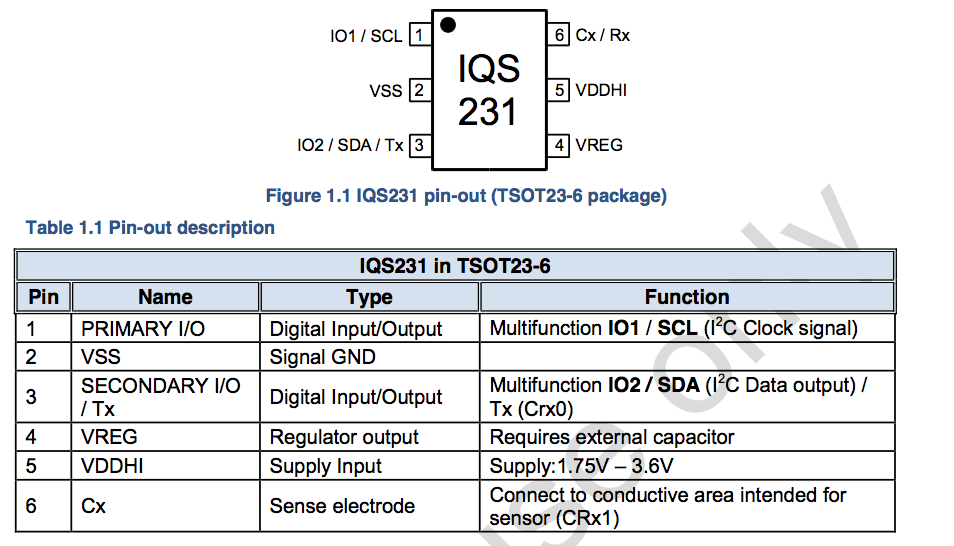 IO1 / SCL 1 6 Cx / Rx
IQS
VSS 2 5 VDDHI
231
IO2 / SDA / Tx 3 4 VREG
Figure 1.1 IQS231 pin-out (TSOT23-6 package)
Table 1.1 Pin-out description
IQS231 in TSOT23-6
Pin Name Type Function
1 PRIMARY I/O Digital Input/Output Multifunction IO1 / SCL (I²C Clock signal)
2 VSS Signal GND
3 SECONDARY I/O / Tx Digital Input/Output Multifunction IO2 / SDA (I²C Data output) / Tx (Crx0)
4 VREG Regulator output Requires external capacitor
5 VDDHI Supply Input Supply:1.75V – 3.6V
6 Cx Sense electrode Connect to conductive area intended for sensor (CRx1)
use only